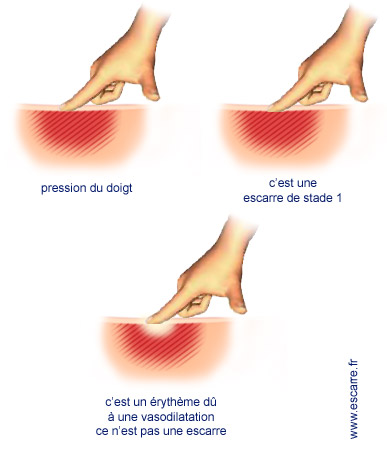 pression du doigt
c'est une
escarre de stade 1
c'est un érythème dû
à une vasodilatation
ce n'est pas une escarre
www.escarre.fr